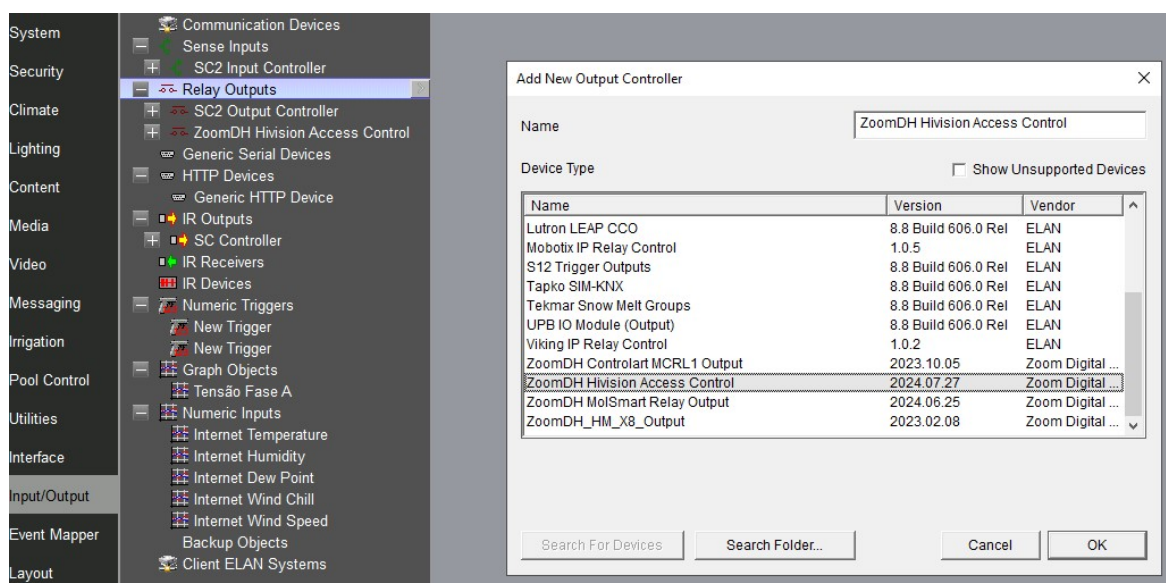 System
Security
Climate
Lighting
Content
Media
Video
Messaging
Irrigation
Pool Control
Utilities
Interface
Input/Output
Event Mapper
Layout
Communication Devices
Sense Inputs
SC2 Input Controller
Relay Outputs
SC2 Output Controller
ZoomDH Hivision Access Control
Generic Serial Devices
HTTP Devices
Generic HTTP Device
IR Outputs
SC Controller
IR Receivers
IR Devices
Numeric Triggers
New Trigger
New Trigger
Graph Objects
Tensão Fase A
Numeric Inputs
Internet Temperature
Internet Humidity
Internet Dew Point
Internet Wind Chill
Internet Wind Speed
Backup Objects
Client ELAN Systems
Add New Output Controller
Name ZoomDH Hivision Access Control
Device Type Show Unsupported Devices
Name Version Vendor
Lutron LEAP CCO 8.8 Build 606.0 Rel ELAN
Mobotix IP Relay Control 1.0.5 ELAN
S12 Trigger Outputs 8.8 Build 606.0 Rel ELAN
Tapko SIM-KNX 8.8 Build 606.0 Rel ELAN
Tekmar Snow Melt Groups 8.8 Build 606.0 Rel ELAN
UPB IO Module (Output) 8.8 Build 606.0 Rel ELAN
Viking IP Relay Control 1.0.2 ELAN
ZoomDH Controlart MCRL1 Output 2023.10.05 Zoom Digital ...
ZoomDH Hivision Access Control 2024.07.27 Zoom Digital ...
ZoomDH MolSmart Relay Output 2024.06.25 Zoom Digital ...
ZoomDH_HM_X8_Output 2023.02.08 Zoom Digital ...
Search For Devices Search Folder... Cancel OK